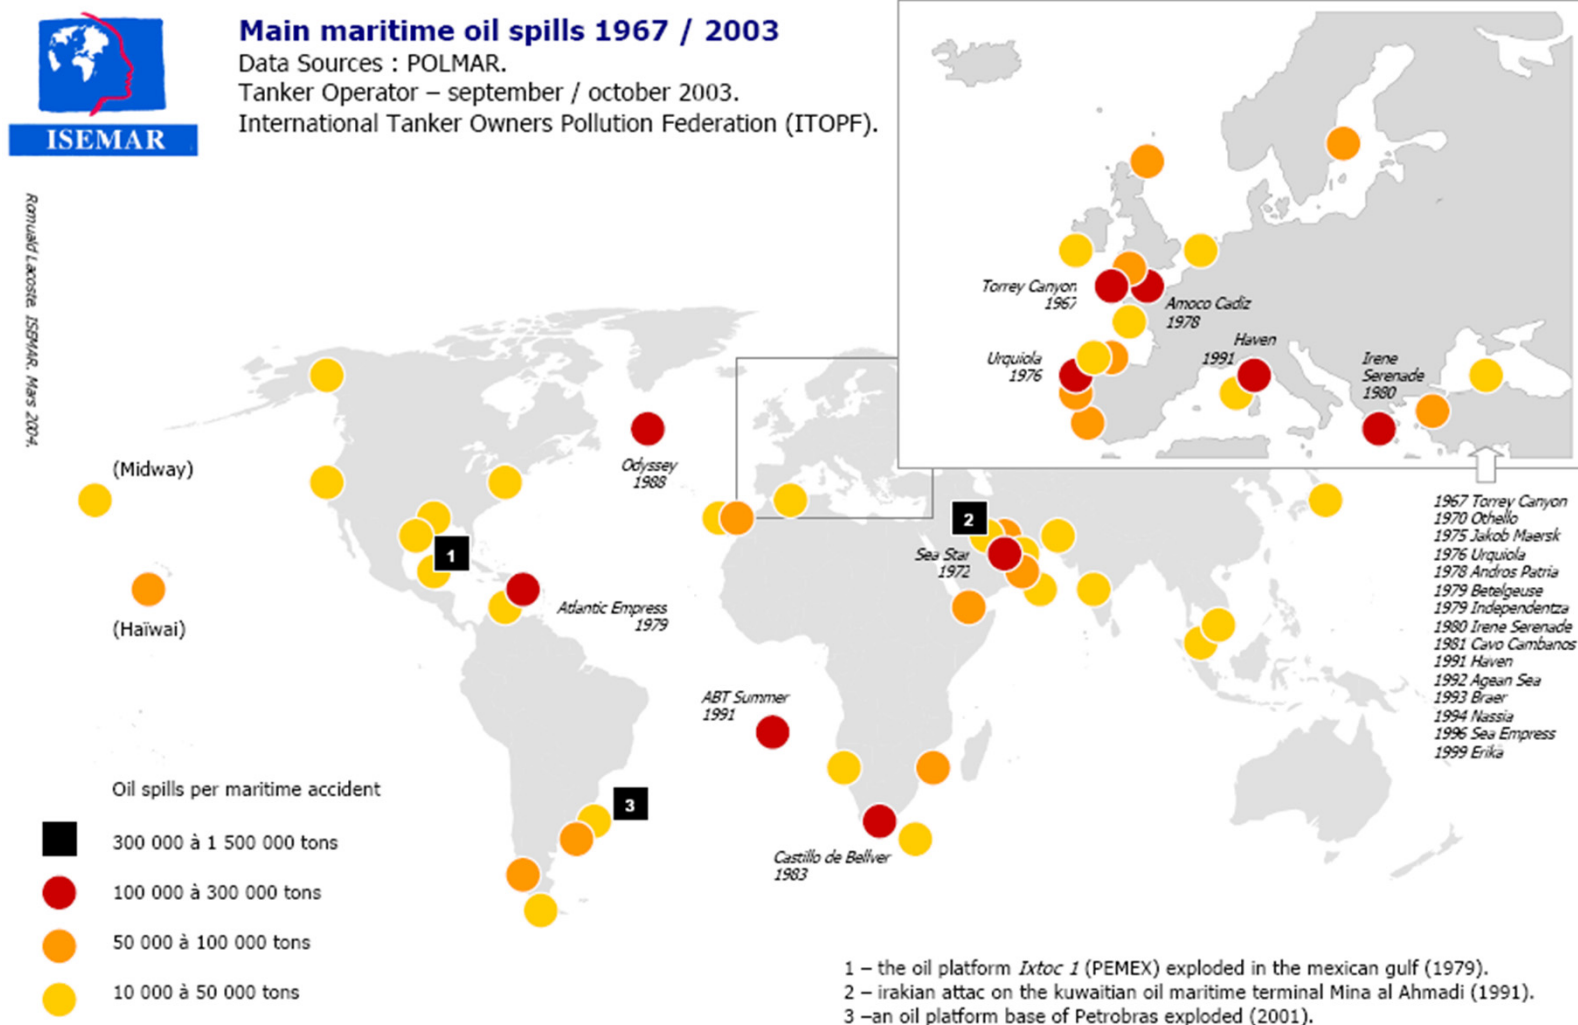 ISEMAR
Main maritime oil spills 1967 / 2003
Data Sources : POLMAR.
Tanker Operator – september / october 2003.
International Tanker Owners Pollution Federation (ITOPF).
Romuald Lacoste. ISEMAR. Mars 2004.
Torrey Canyon
1967
Amoco Cadiz
1978
Urquiola
1976
Haven
1991
Irene
Serenade
1980
(Midway)
(Haïwai)
Odyssey
1988
1
2
3
Sea Star
1972
Atlantic Empress
1979
ABT Summer
1991
Castillo de Bellver
1983
1967 Torrey Canyon
1970 Othello
1975 Jakob Maersk
1976 Urquiola
1978 Andros Patria
1979 Betelgeuse
1979 Independentza
1980 Irene Serenade
1981 Cavo Cambanos
1991 Haven
1992 Agean Sea
1993 Braer
1994 Nassia
1996 Sea Empress
1999 Erika
Oil spills per maritime accident
300 000 à 1 500 000 tons
100 000 à 300 000 tons
50 000 à 100 000 tons
10 000 à 50 000 tons
1 – the oil platform Ixtoc 1 (PEMEX) exploded in the mexican gulf (1979).
2 – irakian attac on the kuwaitian oil maritime terminal Mina al Ahmadi (1991).
3 –an oil platform base of Petrobras exploded (2001).